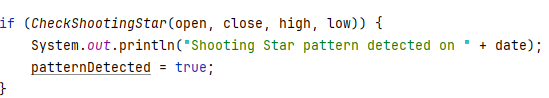 if (CheckShootingStar(open, close, high, low)) {
    System.out.println("Shooting Star pattern detected on " + date);
    patternDetected = true;
}